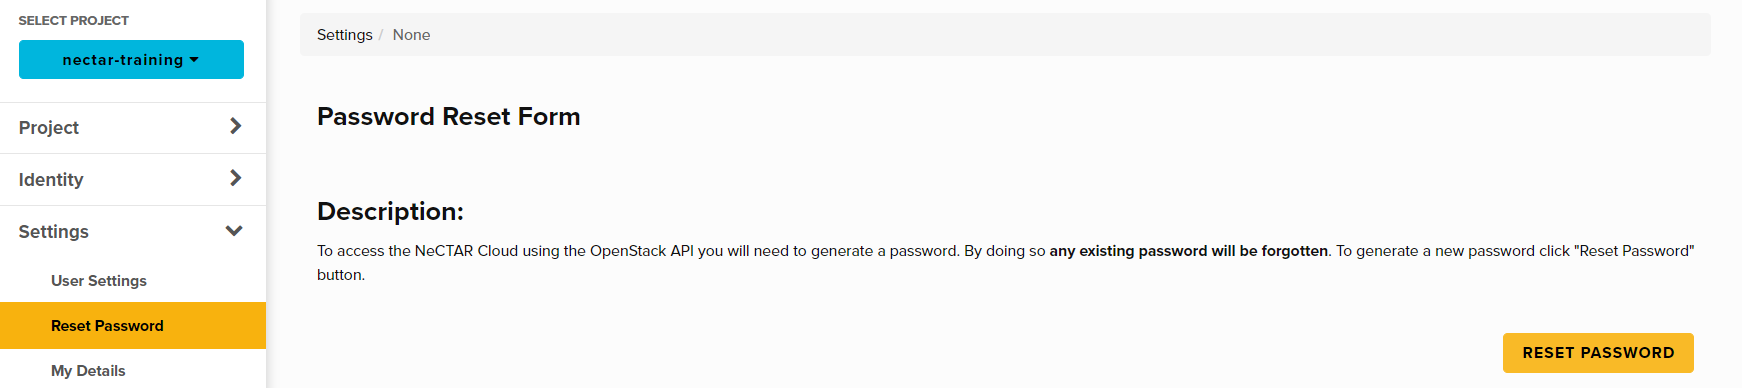 SELECT PROJECT
nectar-training
Project
Identity
Settings
User Settings
Reset Password
My Details
Settings / None
Password Reset Form
Description:
To access the NeCTAR Cloud using the OpenStack API you will need to generate a password. By doing so any existing password will be forgotten. To generate a new password click "Reset Password"
button.
RESET PASSWORD